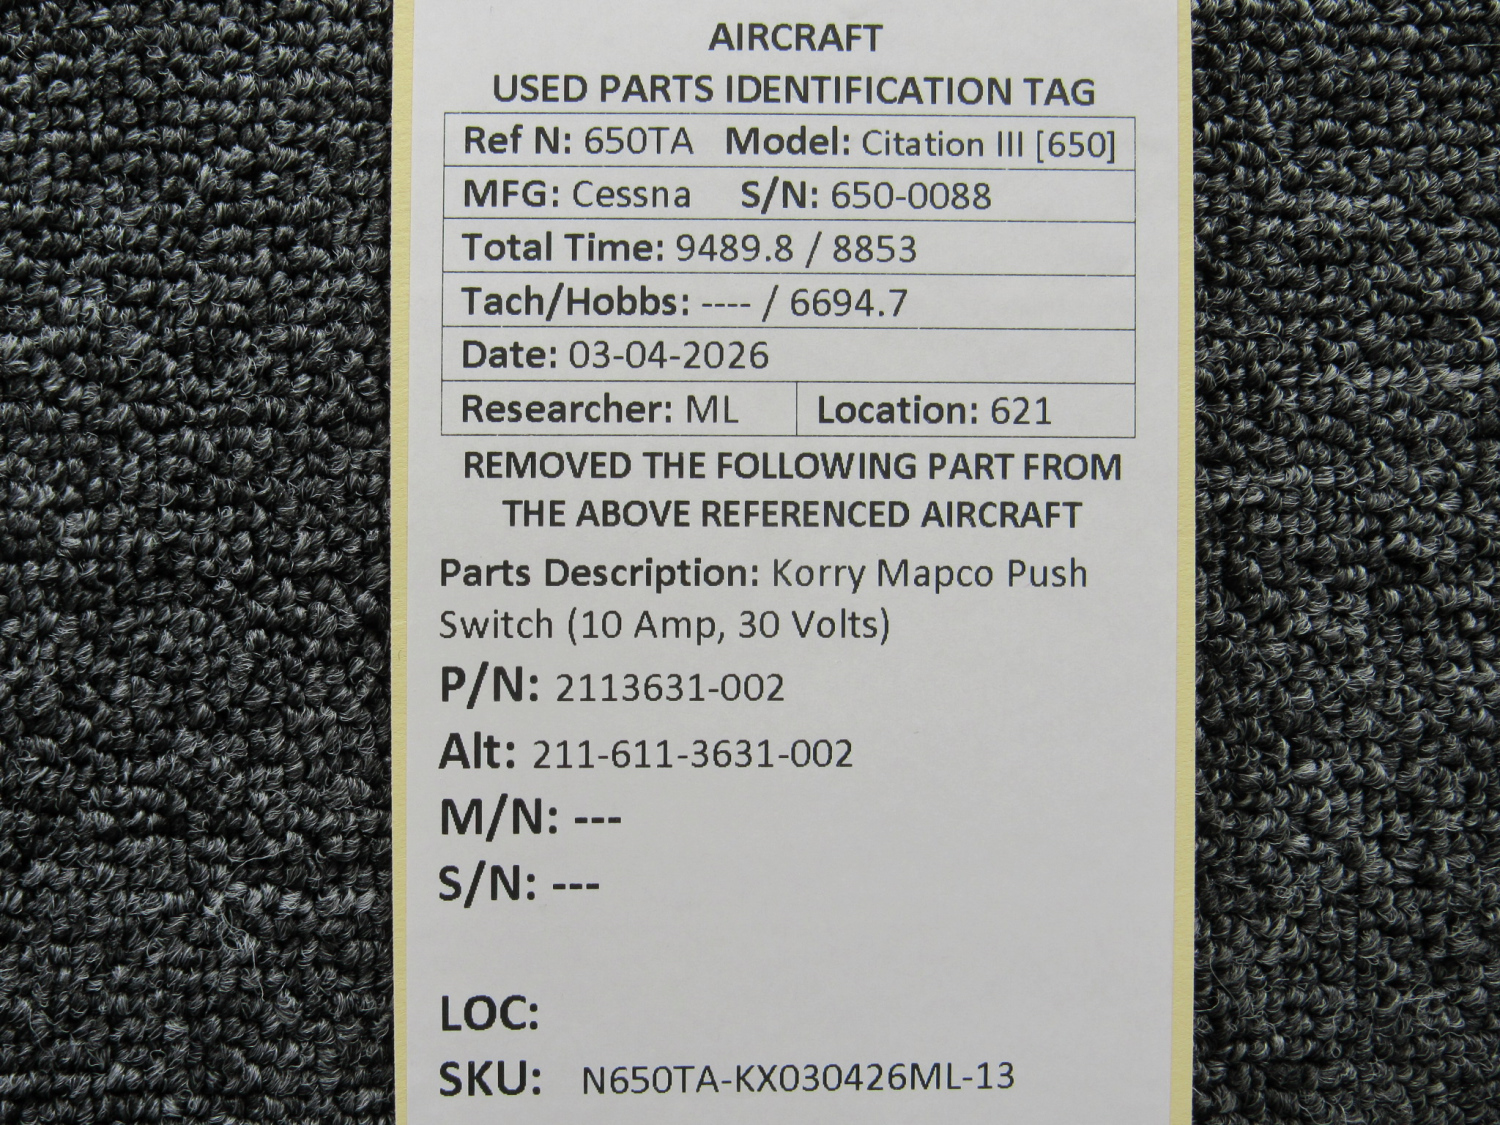 AIRCRAFT
USED PARTS IDENTIFICATION TAG
Ref N: 650TA Model: Citation III [650]
MFG: Cessna S/N: 650-0088
Total Time: 9489.8 / 8853
Tach/Hobbs: ---- / 6694.7
Date: 03-04-2026
Researcher: ML Location: 621
REMOVED THE FOLLOWING PART FROM
THE ABOVE REFERENCED AIRCRAFT
Parts Description: Korry Mapco Push
Switch (10 Amp, 30 Volts)
P/N: 2113631-002
Alt: 211-611-3631-002
M/N: ---
S/N: ---
LOC:
SKU: N650TA-KX030426ML-13